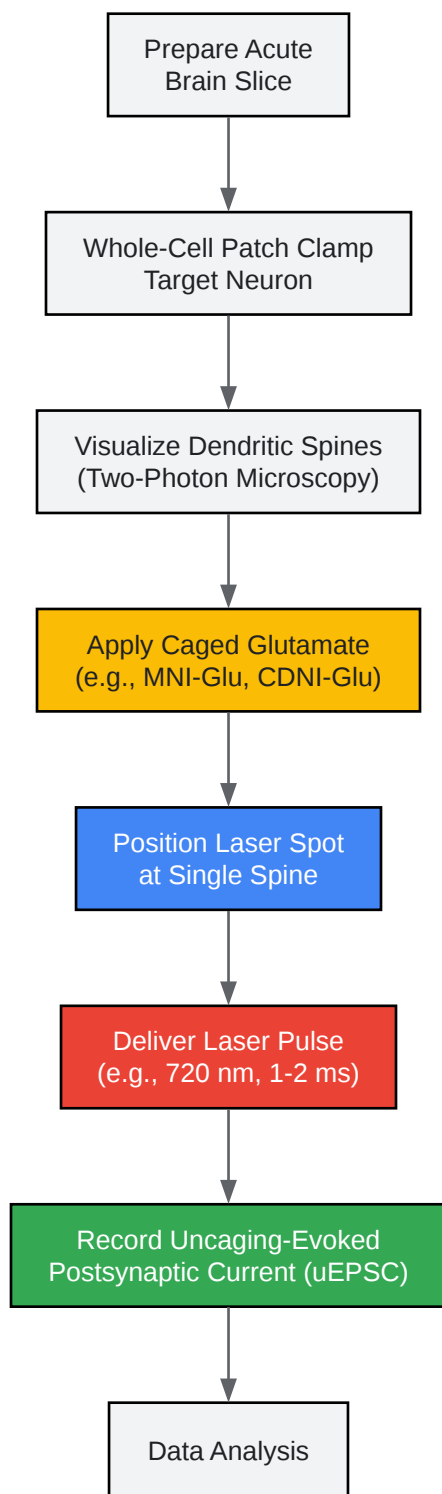 Prepare Acute
Brain Slice
Whole-Cell Patch Clamp
Target Neuron
Visualize Dendritic Spines
(Two-Photon Microscopy)
Apply Caged Glutamate
(e.g., MNI-Glu, CDNI-Glu)
Position Laser Spot
at Single Spine
Deliver Laser Pulse
(e.g., 720 nm, 1-2 ms)
Record Uncaging-Evoked
Postsynaptic Current (uEPSC)
Data Analysis